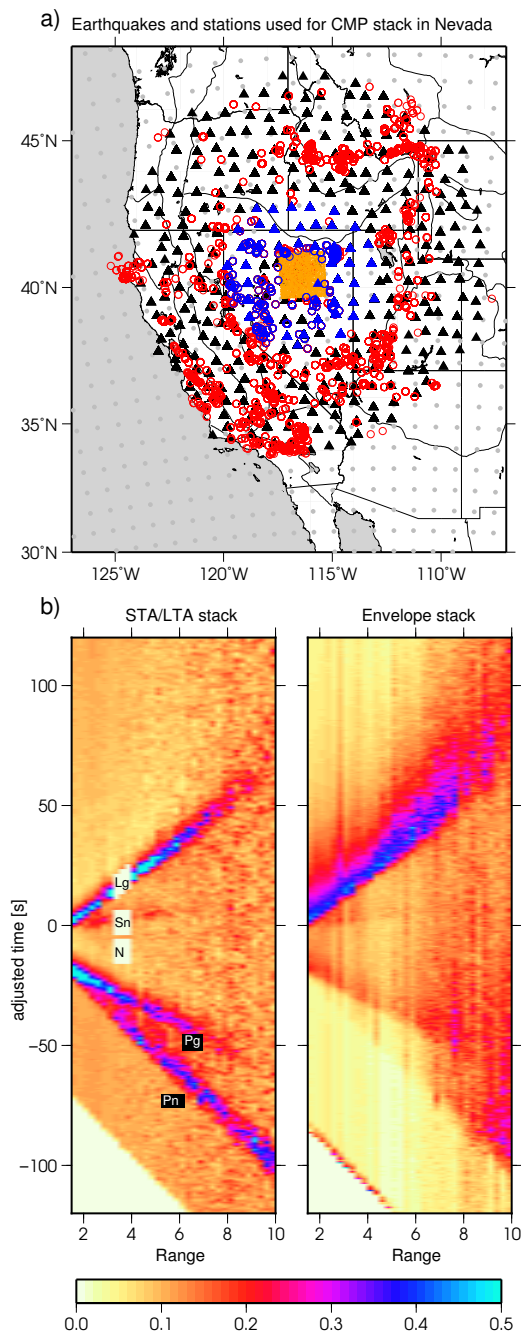 a) Earthquakes and stations used for CMP stack in Nevada
45˚N
40˚N
35˚N
30˚N
125˚W 120˚W 115˚W 110˚W
b) STA/LTA stack Envelope stack
100
50
0
−50
−100
adjusted time [s]
Lg
Sn
N
Pg
Pn
2 4 6 8 10 2 4 6 8 10
Range Range
0.0 0.1 0.2 0.3 0.4 0.5